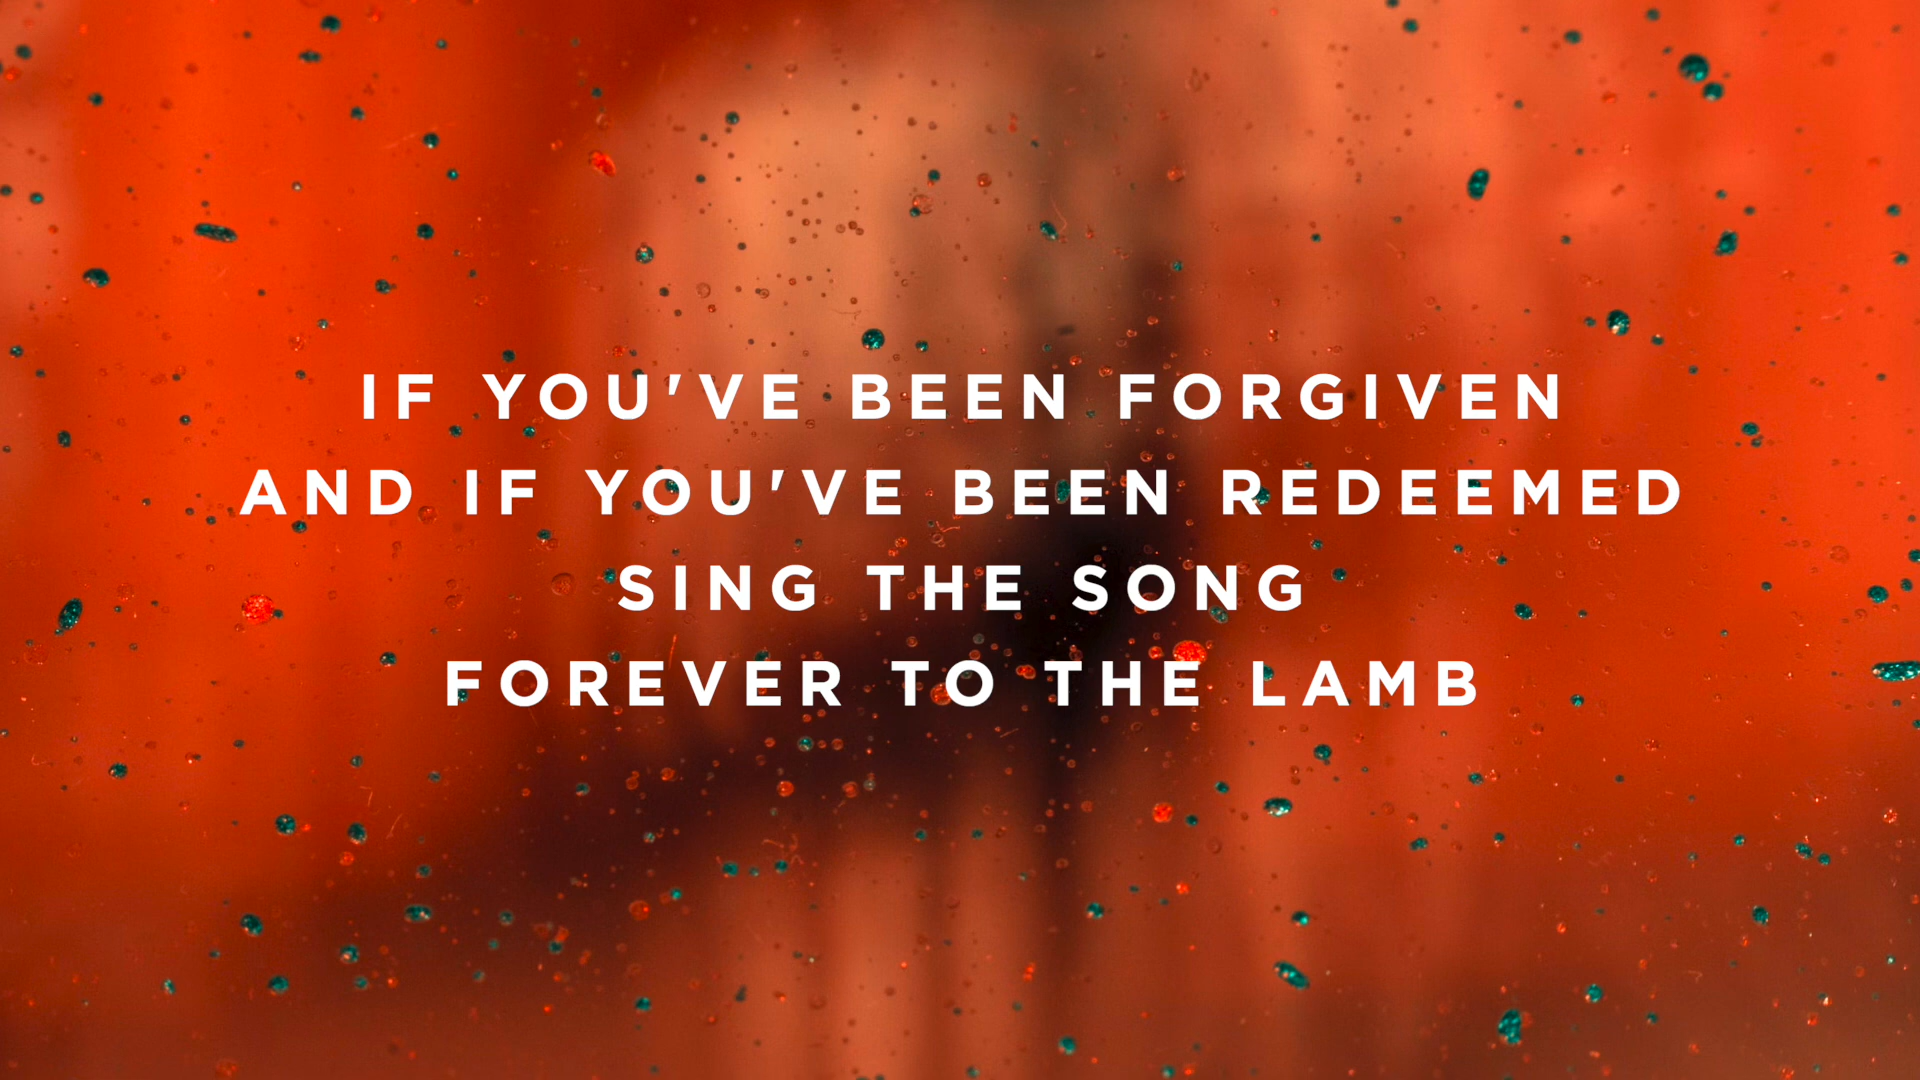 IF YOU'VE BEEN FORGIVEN
AND IF YOU'VE BEEN REDEEMED
SING THE SONG
FOREVER TO THE LAMB